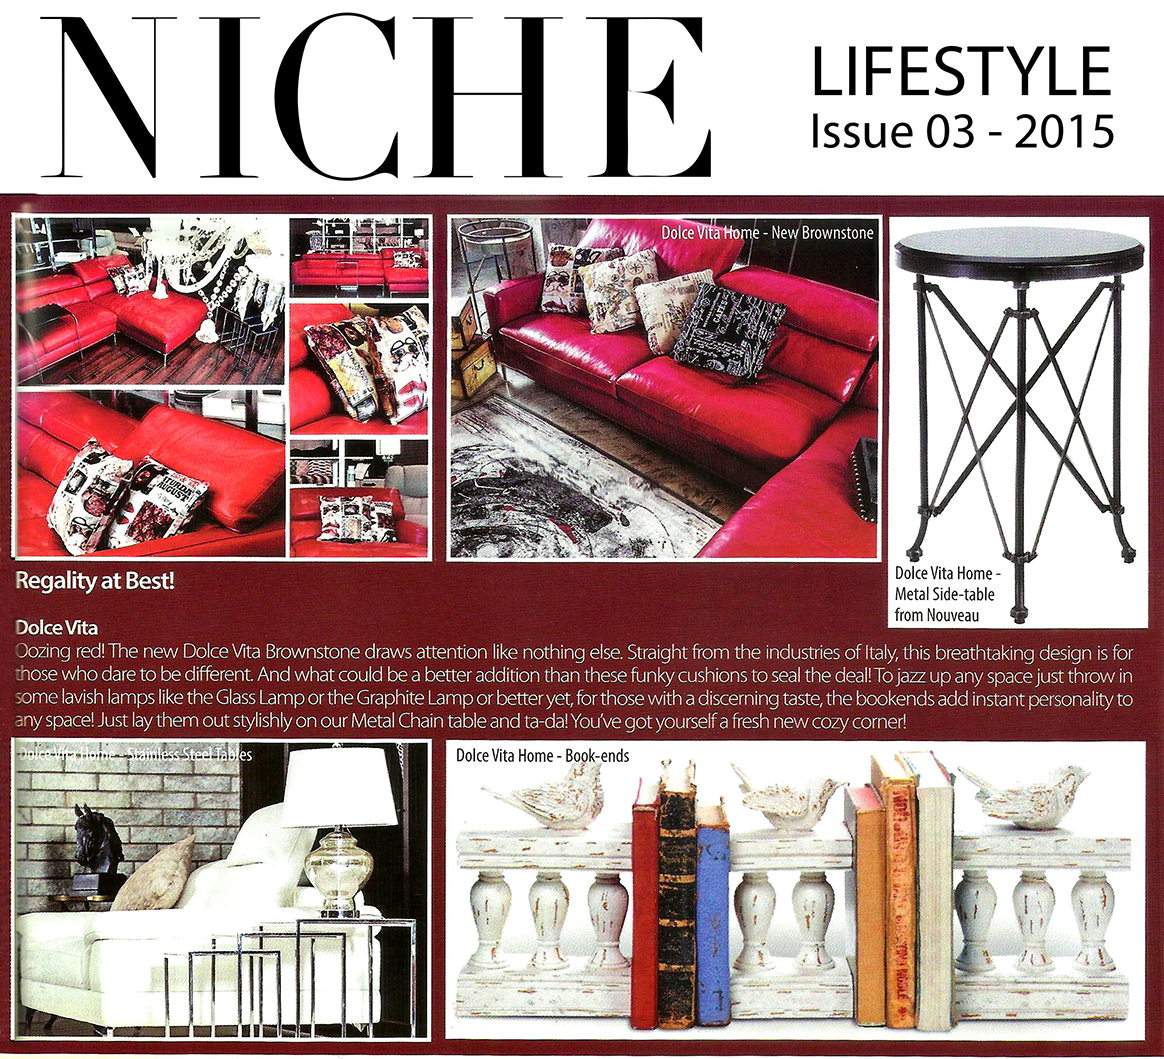 NICHE
LIFESTYLE
Issue 03 - 2015
Dolce Vita Home - New Brownstone
Dolce Vita Home -
Metal Side-table
from Nouveau
Regality at Best!
Dolce Vita
Oozing red! The new Dolce Vita Brownstone draws attention like nothing else. Straight from the industries of Italy, this breathtaking design is for
those who dare to be different. And what could be a better addition than these funky cushions to seal the deal! To jazz up any space just throw in
some lavish lamps like the Glass Lamp or the Graphite Lamp or better yet, for those with a discerning taste, the bookends add instant personality to
any space! Just lay them out stylishly on our Metal Chain table and ta-da! You've got yourself a fresh new cozy corner!
Dolce Vita Home - Stainless Steel Tables
Dolce Vita Home - Book-ends
AUGUST